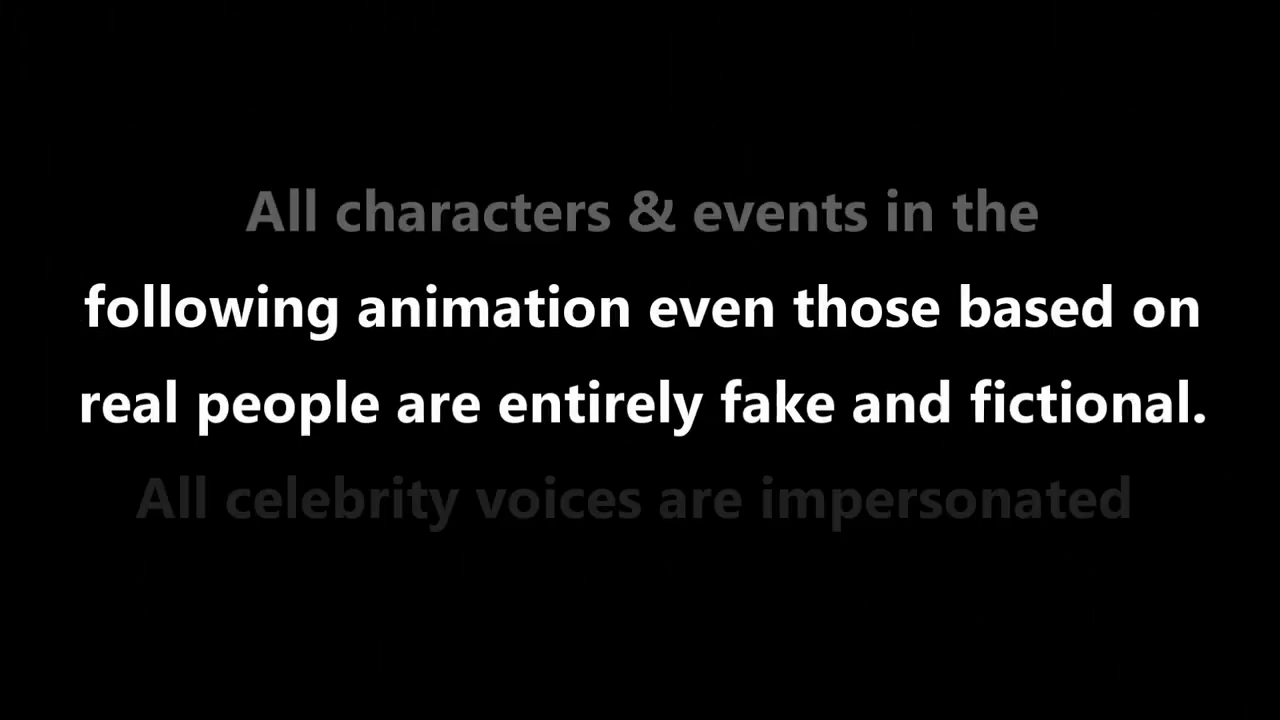 All characters & events in the
following animation even those based on
real people are entirely fake and fictional.
All celebrity voices are impersonated